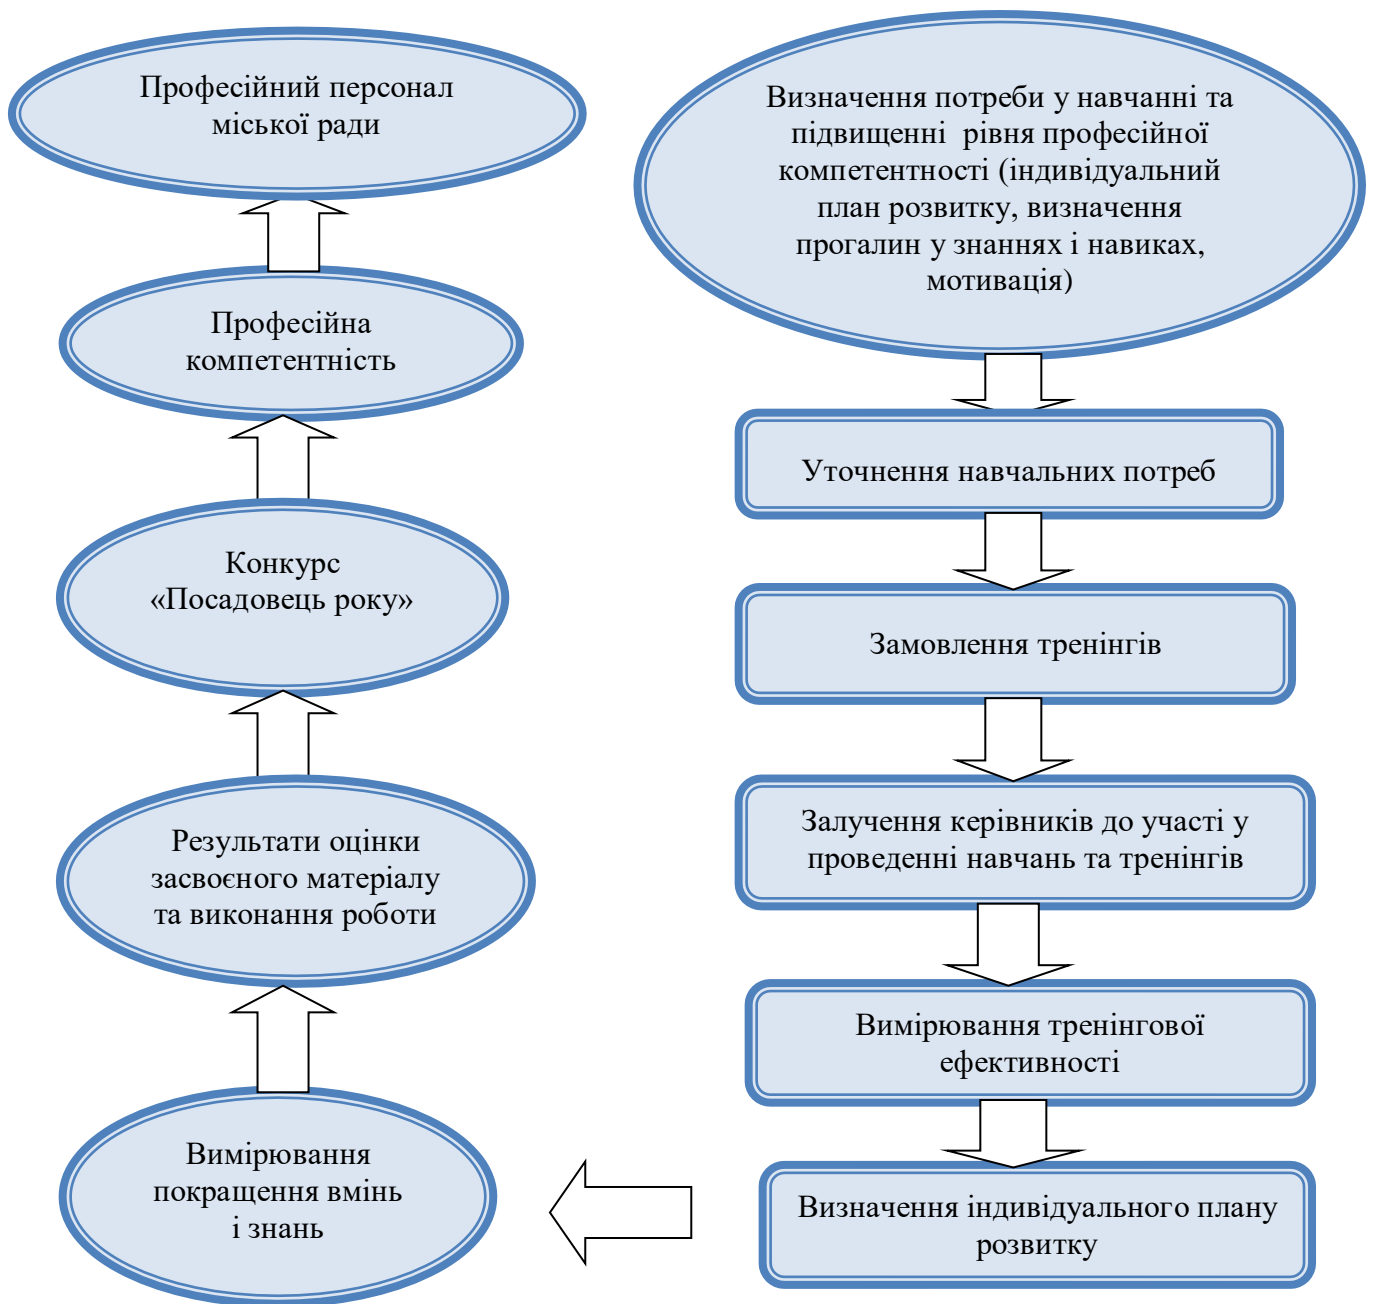 Професійний персонал
міської ради
Професійна
компетентність
Конкурс
«Посадовець року»
Результати оцінки
засвоєного матеріалу
та виконання роботи
Вимірювання
покращення вмінь
і знань
Визначення потреби у навчанні та
підвищенні рівня професійної
компетентності (індивідуальний
план розвитку, визначення
прогалин у знаннях і навиках,
мотивація)
Уточнення навчальних потреб
Замовлення тренінгів
Залучення керівників до участі у
проведенні навчань та тренінгів
Вимірювання тренінгової
ефективності
Визначення індивідуального плану
розвитку